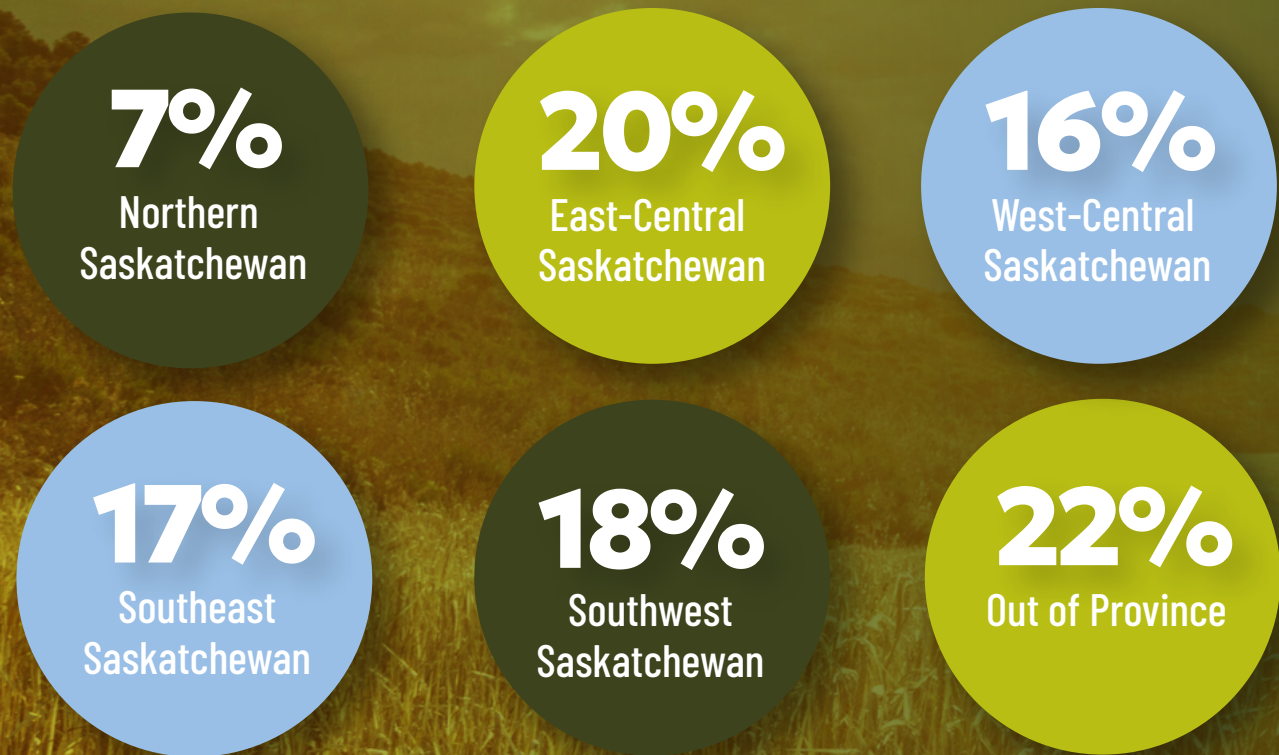 7%
Northern
Saskatchewan
20%
East-Central
Saskatchewan
16%
West-Central
Saskatchewan
17%
Southeast
Saskatchewan
18%
Southwest
Saskatchewan
22%
Out of Province